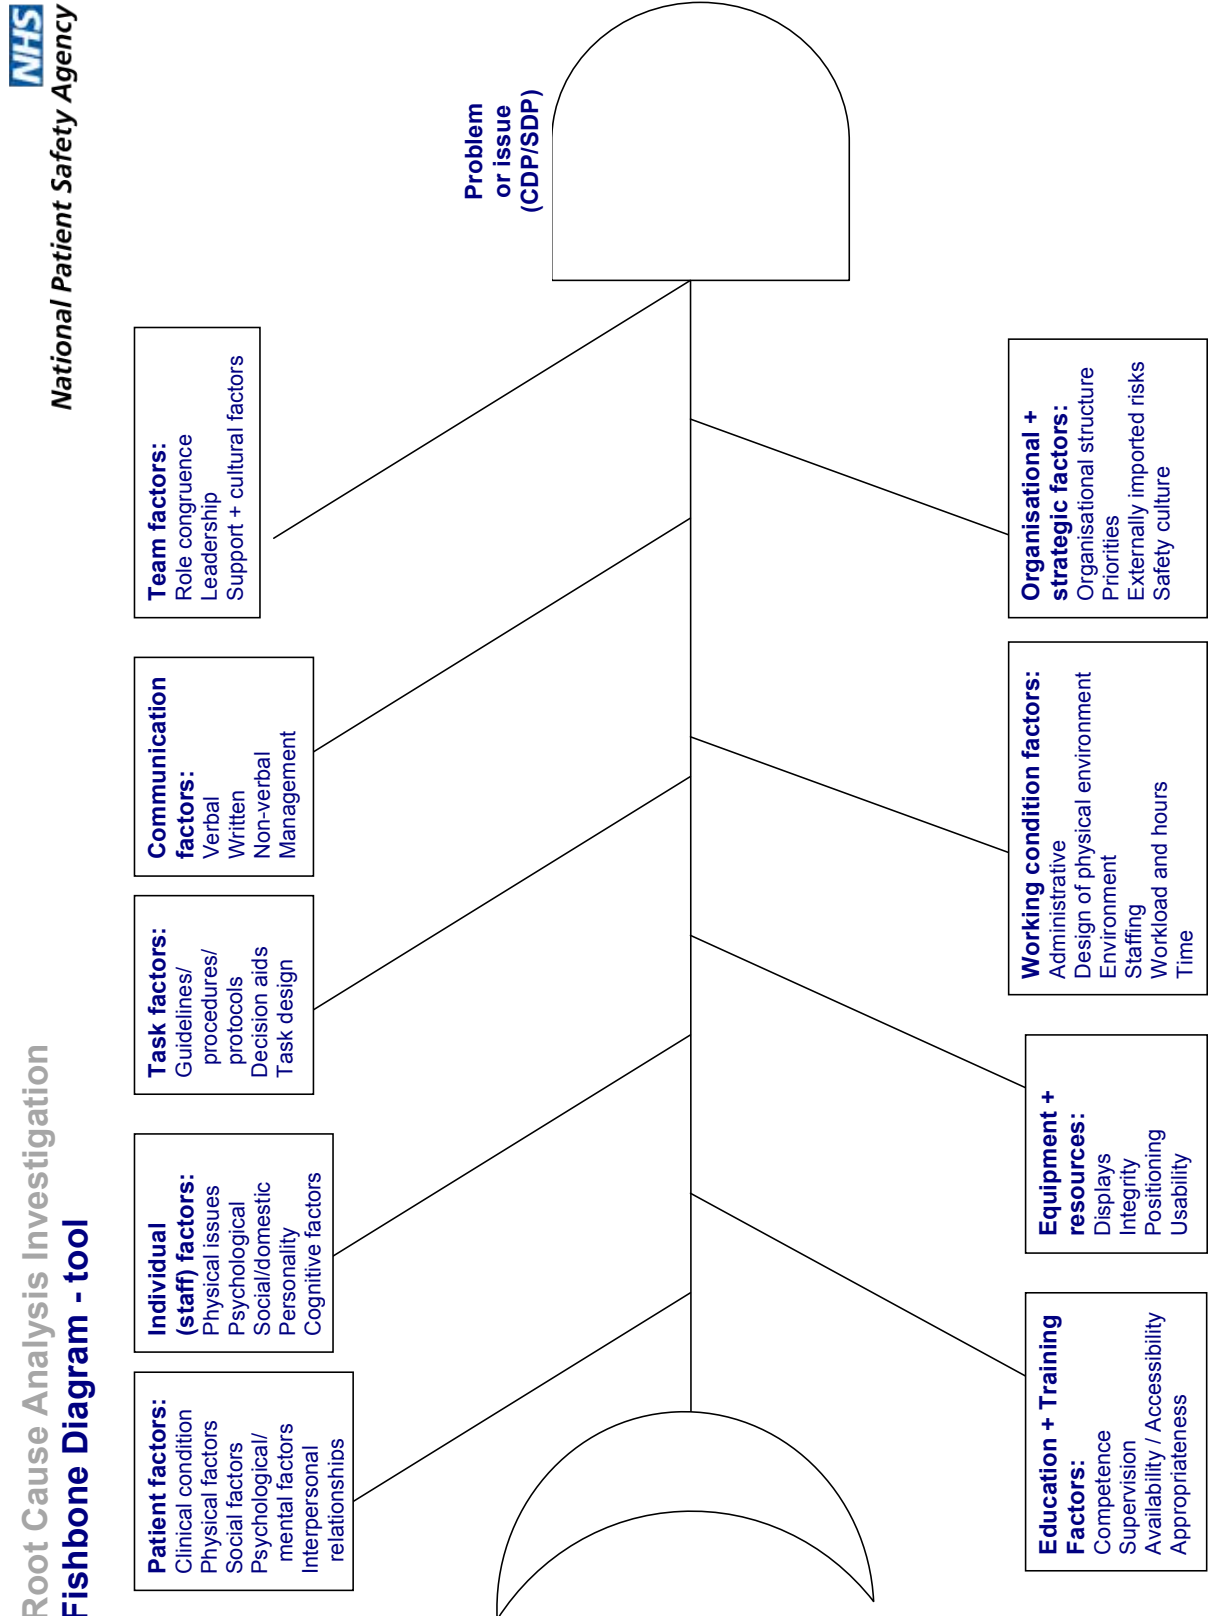 Root Cause Analysis Investigation
Fishbone Diagram - tool
NHS
National Patient Safety Agency
Patient factors:
Clinical condition
Physical factors
Social factors
Psychological/
mental factors
Interpersonal
relationships
Individual
(staff) factors:
Physical issues
Psychological
Social/domestic
Personality
Cognitive factors
Task factors:
Guidelines/
procedures/
protocols
Decision aids
Task design
Communication
factors:
Verbal
Written
Non-verbal
Management
Team factors:
Role congruence
Leadership
Support + cultural factors
Problem
or issue
(CDP/SDP)
Education + Training
Factors:
Competence
Supervision
Availability / Accessibility
Appropriateness
Equipment +
resources:
Displays
Integrity
Positioning
Usability
Working condition factors:
Administrative
Design of physical environment
Environment
Staffing
Workload and hours
Time
Organisational +
strategic factors:
Organisational structure
Priorities
Externally imported risks
Safety culture